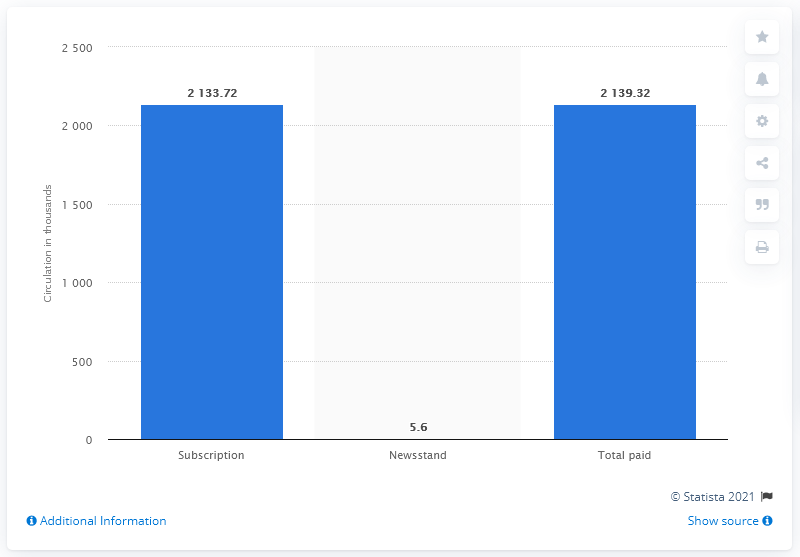 2 500
2 000
1 500
1 000
500
0
Circulation in thousands
2 133.72
5.6
2 139.32
Subscription
Newsstand
Total paid
© Statista 2021
Additional Information
Show source